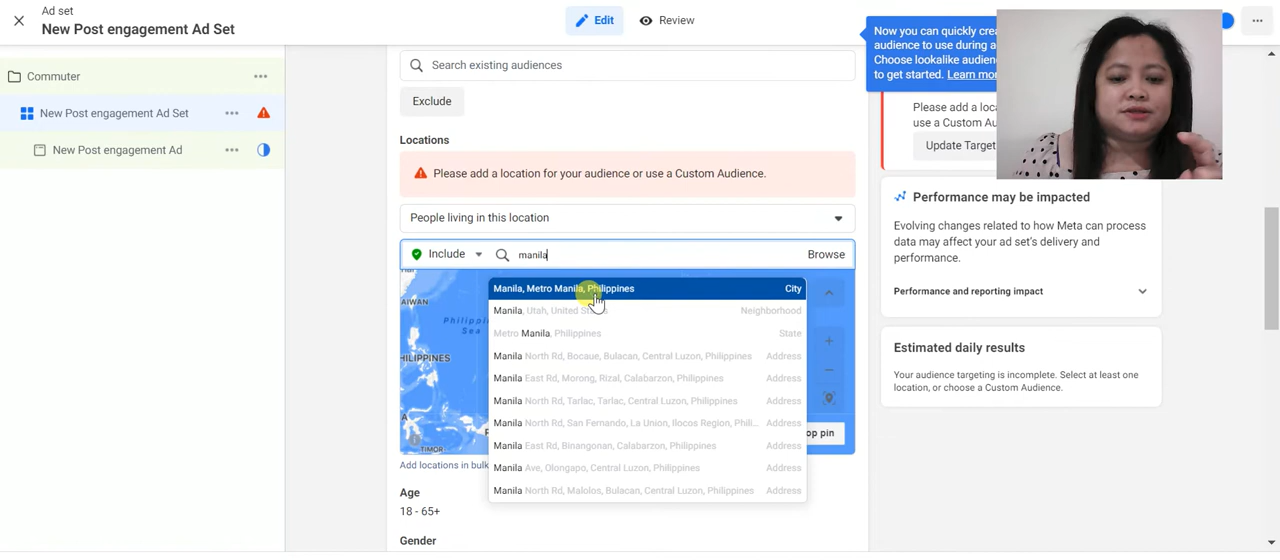 Ad set
New Post engagement Ad Set
Edit
Review
Commuter
New Post engagement Ad Set
New Post engagement Ad
Search existing audiences
Exclude
Locations
Please add a location for your audience or use a Custom Audience.
People living in this location
Include
manila
Browse
Manila, Metro Manila, Philippines City
Manila, Utah, United Neighborhood
Metro Manila, Philippines State
Manila North Rd, Bocaue, Bulacan, Central Luzon, Philippines Address
Manila East Rd, Morong, Rizal, Calabarzon, Philippines Address
Manila North Rd, Tarlac, Tarlac, Central Luzon, Philippines Address
Manila North Rd, San Fernando, La Union, Ilocos Region, Phili... Address
Manila East Rd, Binangonan, Calabarzon, Philippines Address
Manila Ave, Olongapo, Central Luzon, Philippines Address
Manila North Rd, Malolos, Bulacan, Central Luzon, Philippines Address
AIWAN
Philippi
Sea
HILIPPINES
TIMOR
op pin
Add locations in bulk
Age
18 - 65+
Gender
Now you can quickly crea
audience to use during a
Choose lookalike audien
to get started. Learn mor
Please add a loca
use a Custom Au
Update Target
Performance may be impacted
Evolving changes related to how Meta can process
data may affect your ad set's delivery and
performance.
Performance and reporting impact
Estimated daily results
Your audience targeting is incomplete. Select at least one
location, or choose a Custom Audience.